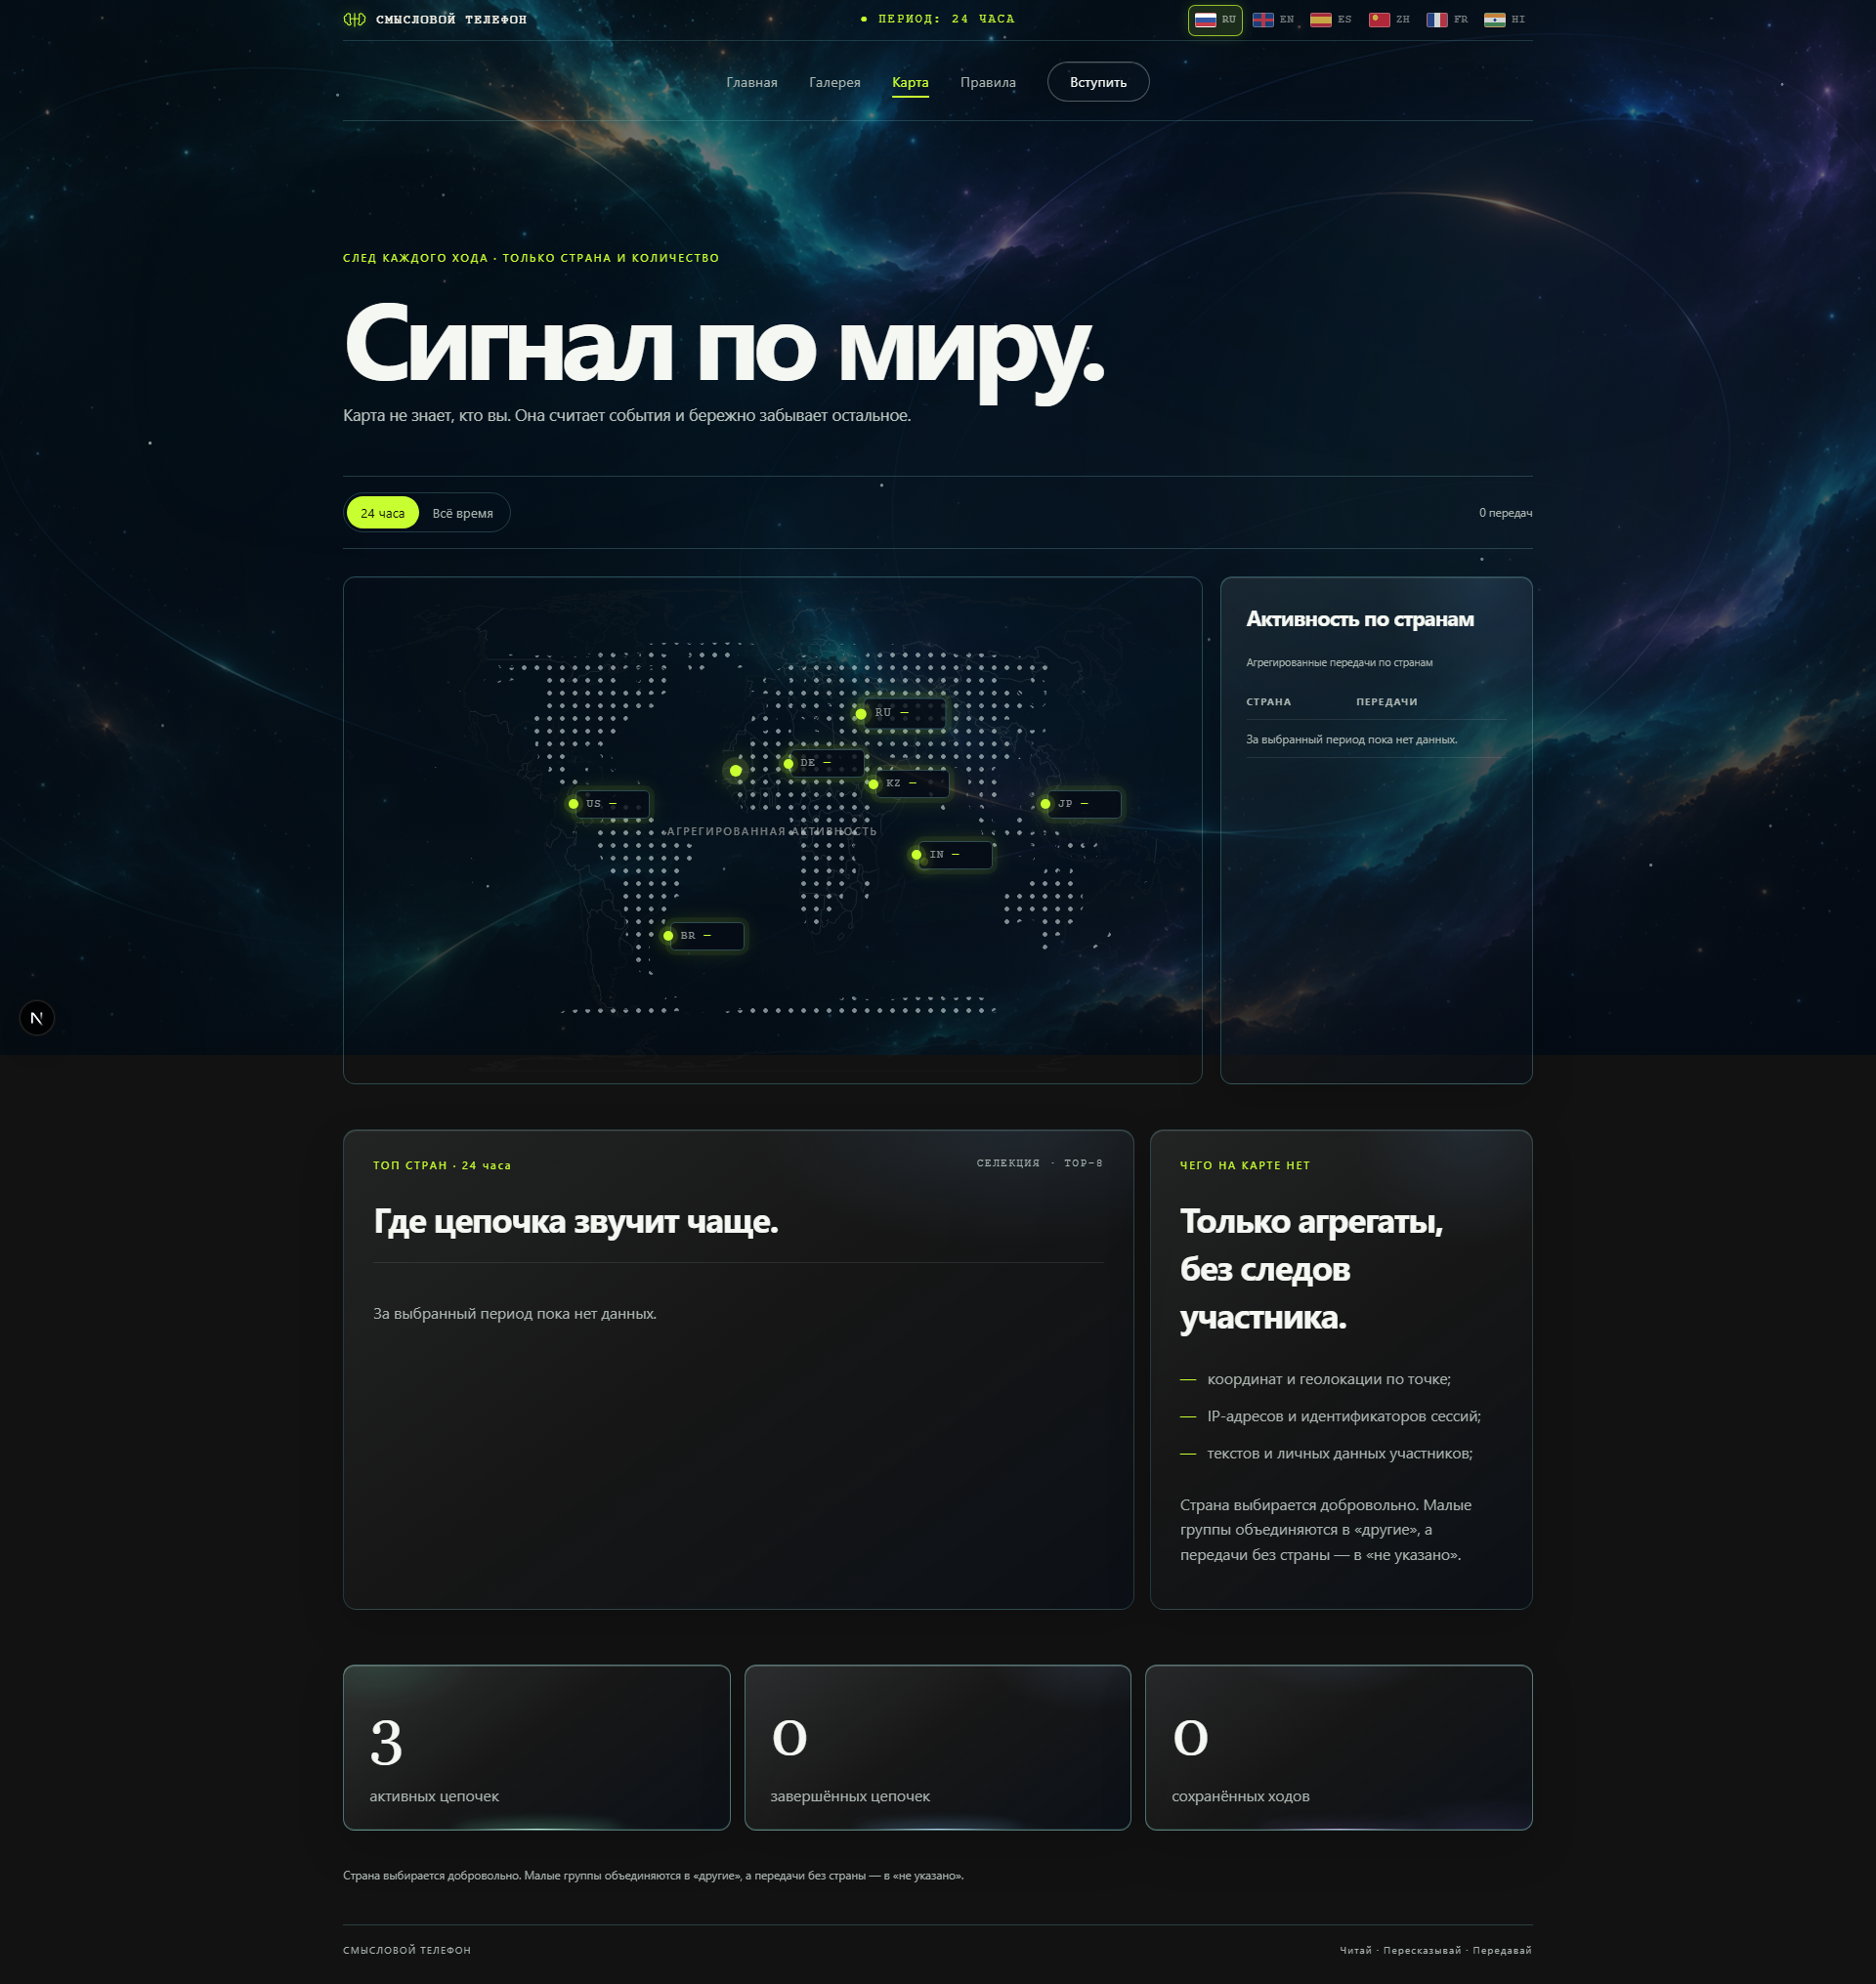 СМЫСЛОВОЙ ТЕЛЕФОН
ПЕРИОД: 24 ЧАСА
RU EN ES ZH FR HI
Главная Галерея Карта Правила Вступить
СЛЕД КАЖДОГО ХОДА · ТОЛЬКО СТРАНА И КОЛИЧЕСТВО
Сигнал по миру.
Карта не знает, кто вы. Она считает события и бережно забывает остальное.
24 часа Всё время
0 передач
RU —
DE —
KZ —
US —
JP —
АГРЕГИРОВАННАЯ АКТИВНОСТЬ
IN —
BR —
Активность по странам
Агрегированные передачи по странам
СТРАНА ПЕРЕДАЧИ
За выбранный период пока нет данных.
N
ТОП СТРАН · 24 часа
СЕЛЕКЦИЯ · TOP-8
Где цепочка звучит чаще.
За выбранный период пока нет данных.
ЧЕГО НА КАРТЕ НЕТ
Только агрегаты,
без следов
участника.
— координат и геолокации по точке;
— IP-адресов и идентификаторов сессий;
— текстов и личных данных участников;
Страна выбирается добровольно. Малые
группы объединяются в «другие», а
передачи без страны — в «не указано».
3
активных цепочек
0
завершённых цепочек
0
сохранённых ходов
Страна выбирается добровольно. Малые группы объединяются в «другие», а передачи без страны — в «не указано».
СМЫСЛОВОЙ ТЕЛЕФОН
Читай · Пересказывай · Передавай